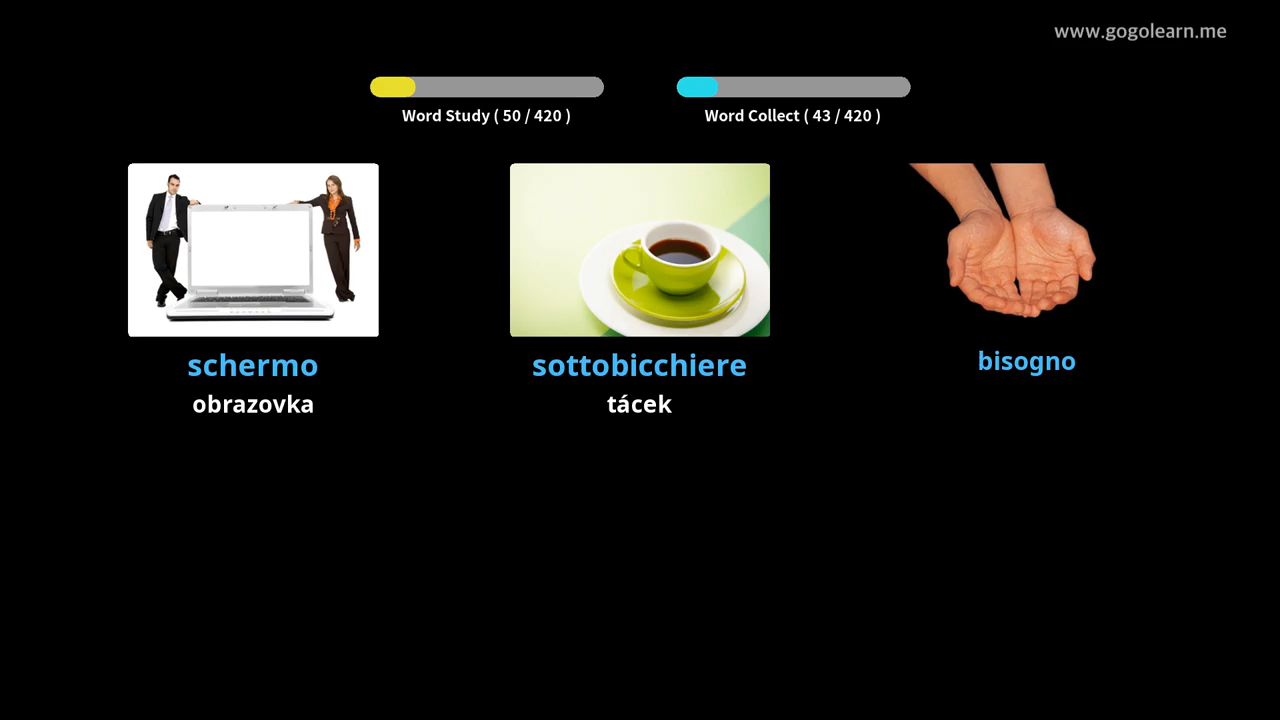 www.gogolearn.me
Word Study ( 50 / 420 )
Word Collect ( 43 / 420 )
schermo
obrazovka
sottobicchiere
tácek
bisogno